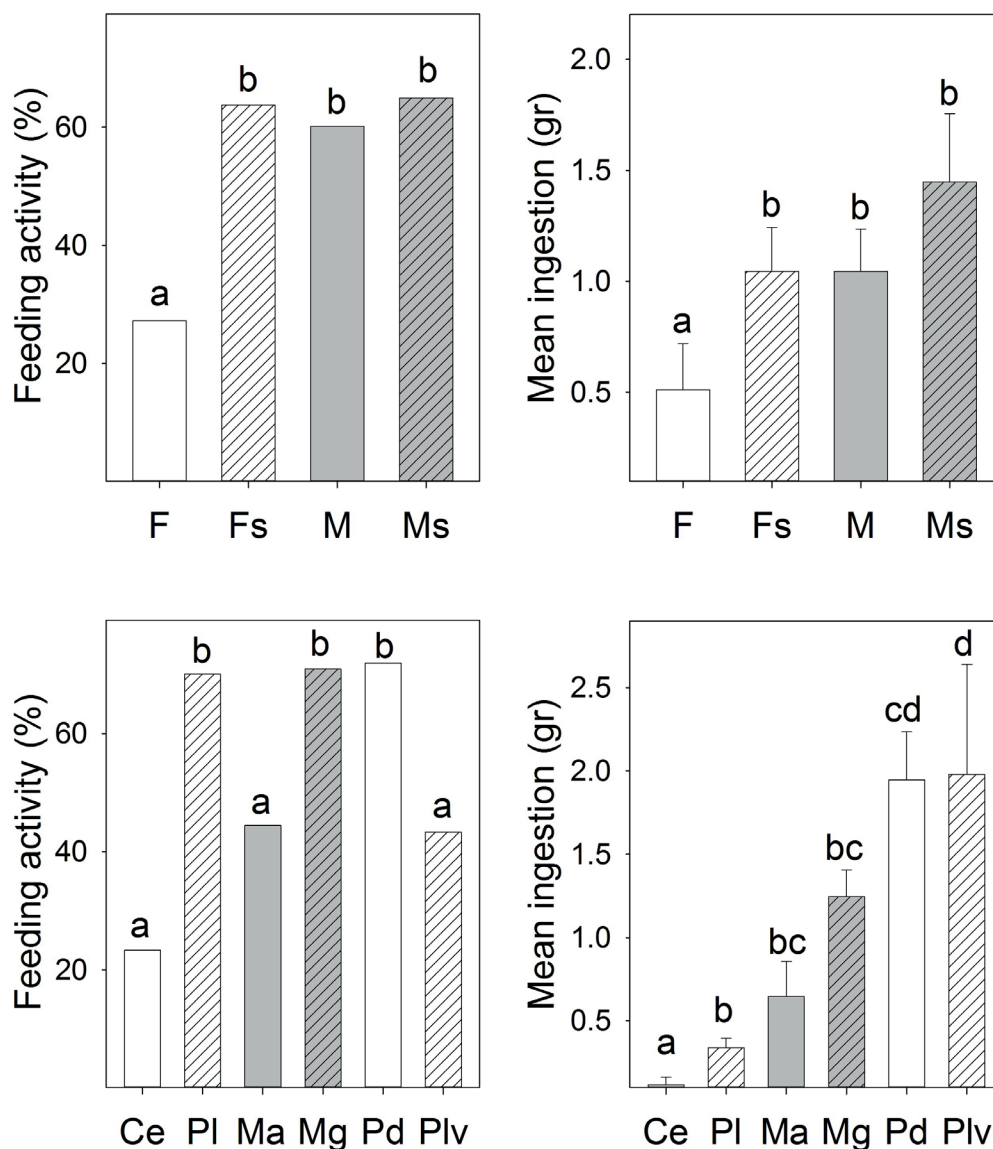 Feeding activity (%)
60
40
20
a
b
b
b
F Fs M Ms
Mean ingestion (gr)
2.0
1.5
1.0
0.5
a
b
b
b
F Fs M Ms
Feeding activity (%)
60
40
20
a
b
a
b
b
a
Ce Pl Ma Mg Pd Plv
Mean ingestion (gr)
2.5
2.0
1.5
1.0
0.5
a
b
bc
bc
cd
d
Ce Pl Ma Mg Pd Plv